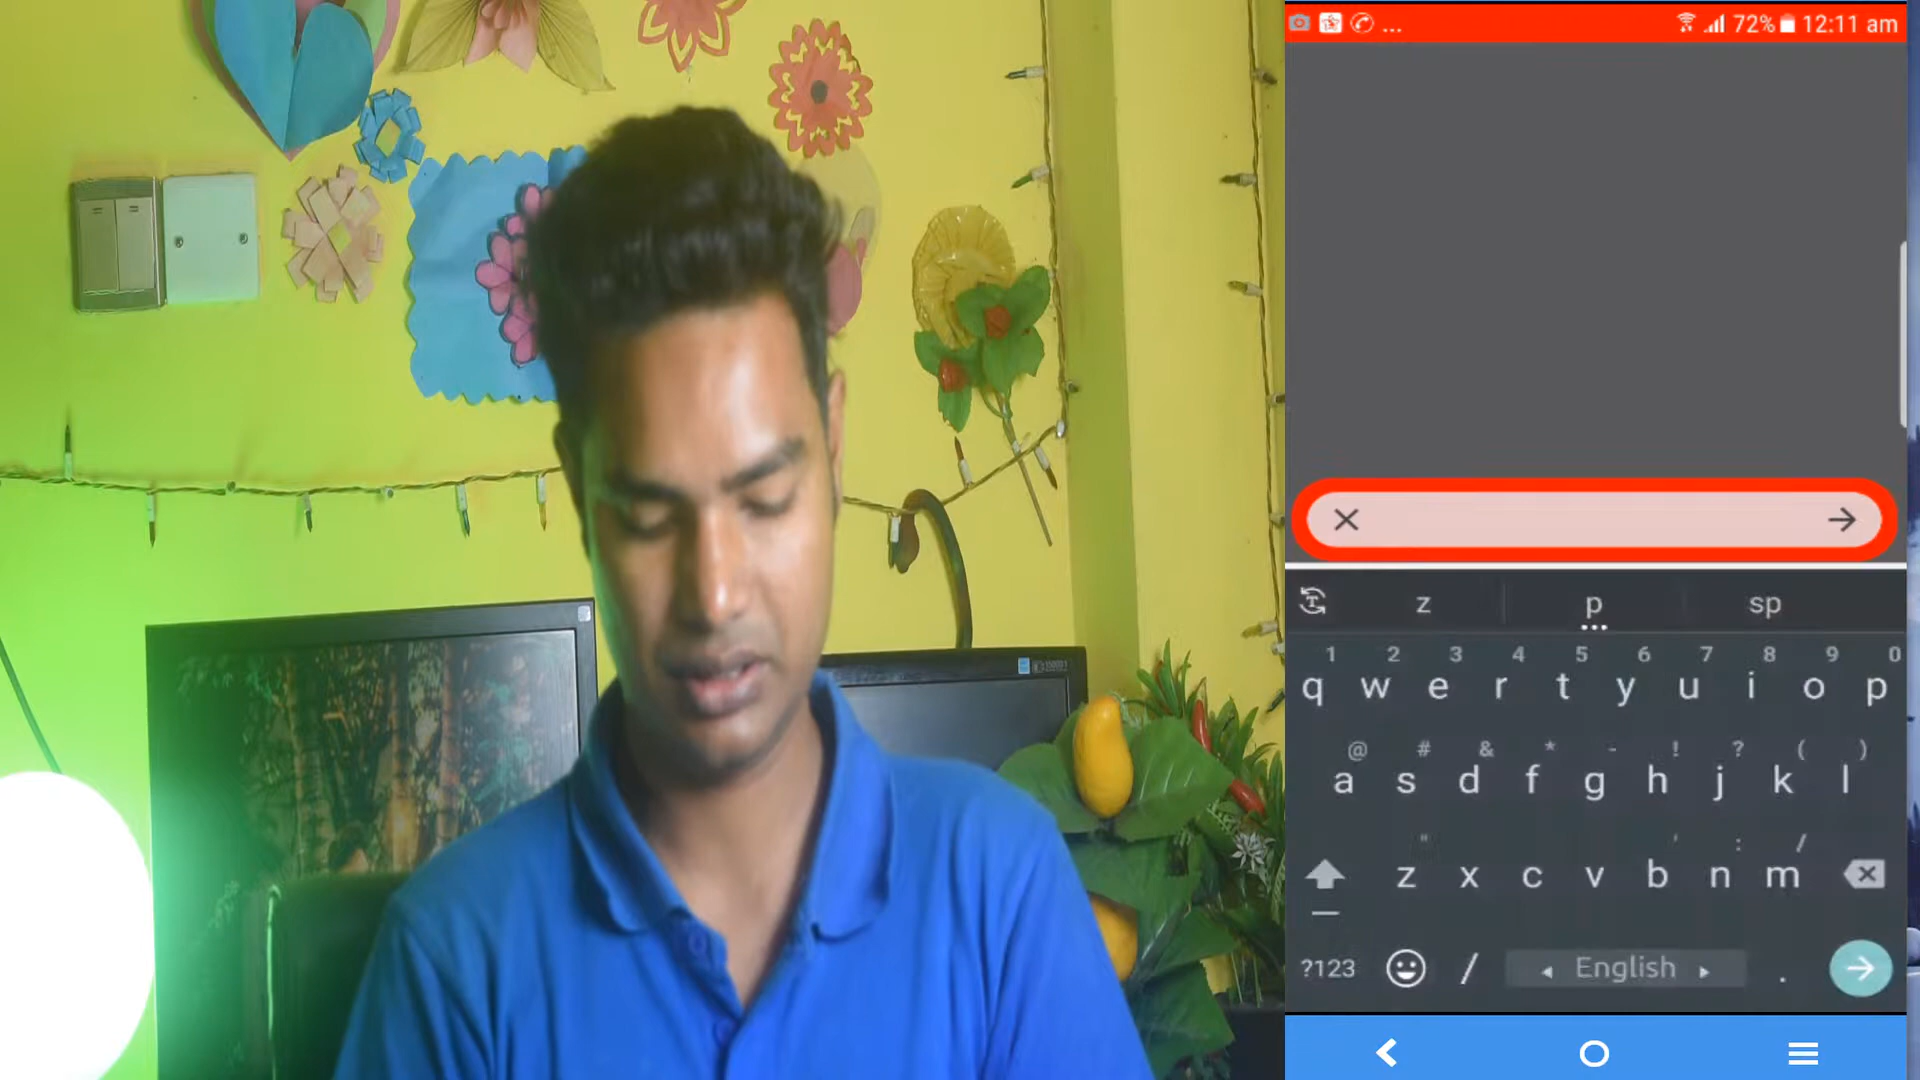 ... 72% 12:11 am
z p sp
1 2 3 4 5 6 7 8 9 0
q w e r t y u i o p
@ # & * - ! ? ( )
a s d f g h j k l
" ' : /
z x c v b n m
?123 / English .